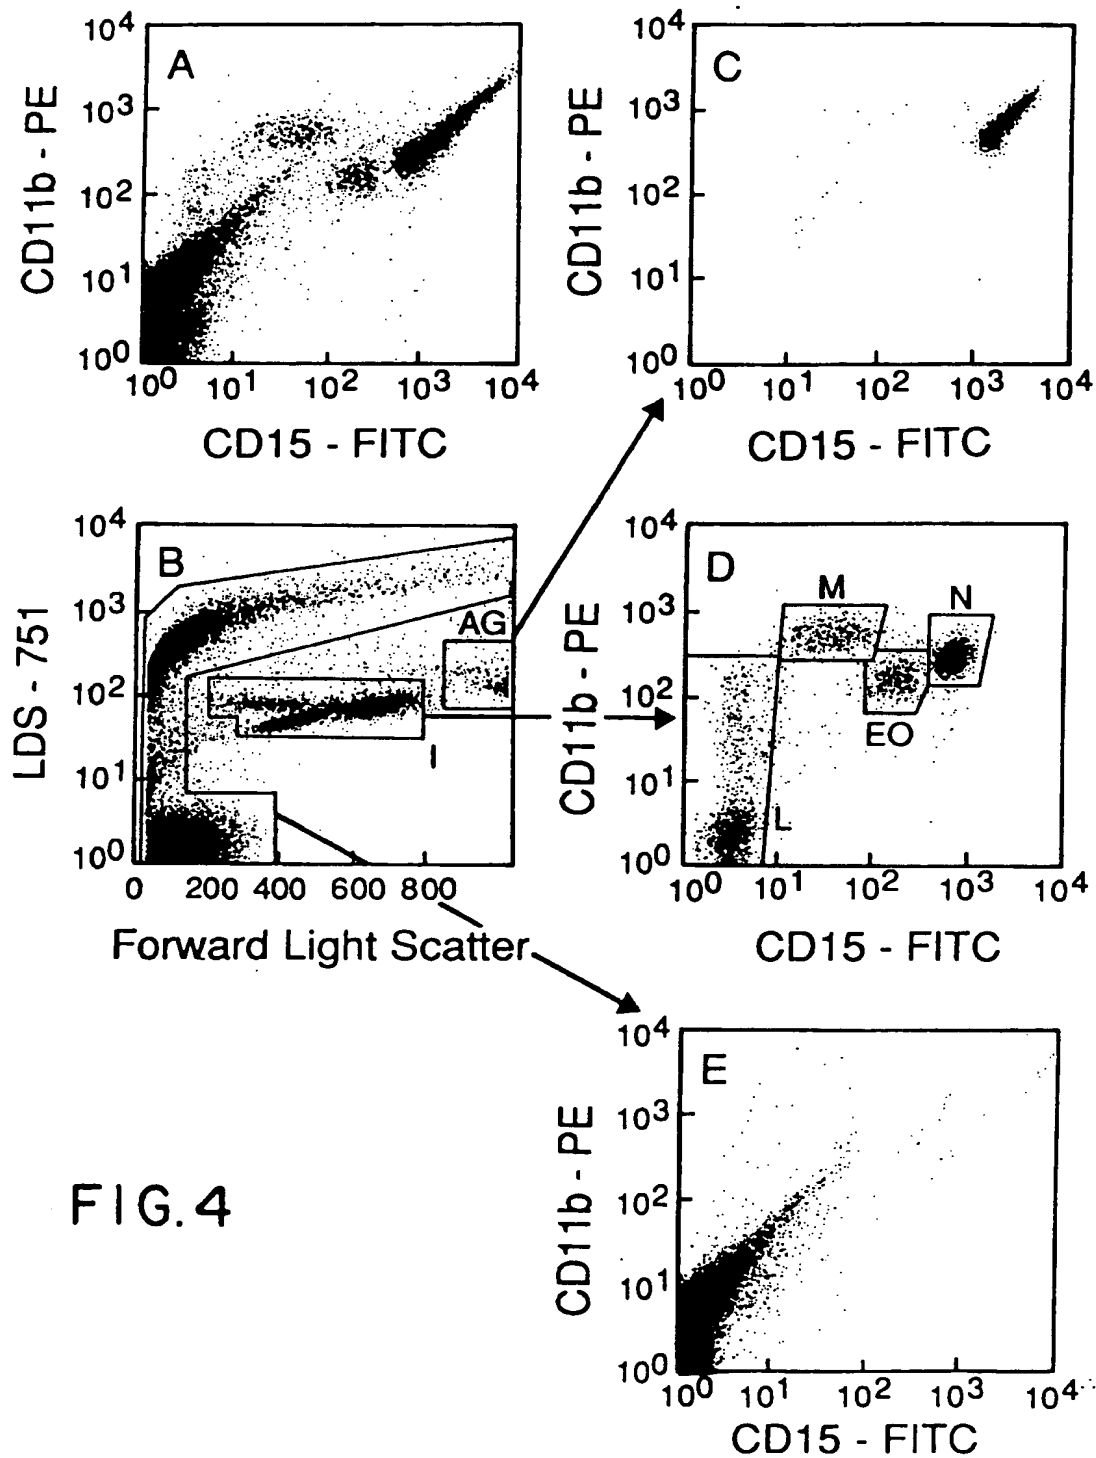 A
CD11b - PE
10⁴
10³
10²
10¹
10⁰
10⁰ 10¹ 10² 10³ 10⁴
CD15 - FITC
C
CD11b - PE
10⁴
10³
10²
10¹
10⁰
10⁰ 10¹ 10² 10³ 10⁴
CD15 - FITC
B
LDS - 751
10⁴
10³
10²
10¹
10⁰
AG
I
0 200 400 600 800
Forward Light Scatter
D
CD11b - PE
10⁴
10³
10²
10¹
10⁰
M
N
EO
L
10⁰ 10¹ 10² 10³ 10⁴
CD15 - FITC
E
CD11b - PE
10⁴
10³
10²
10¹
10⁰
10⁰ 10¹ 10² 10³ 10⁴
CD15 - FITC
FIG. 4